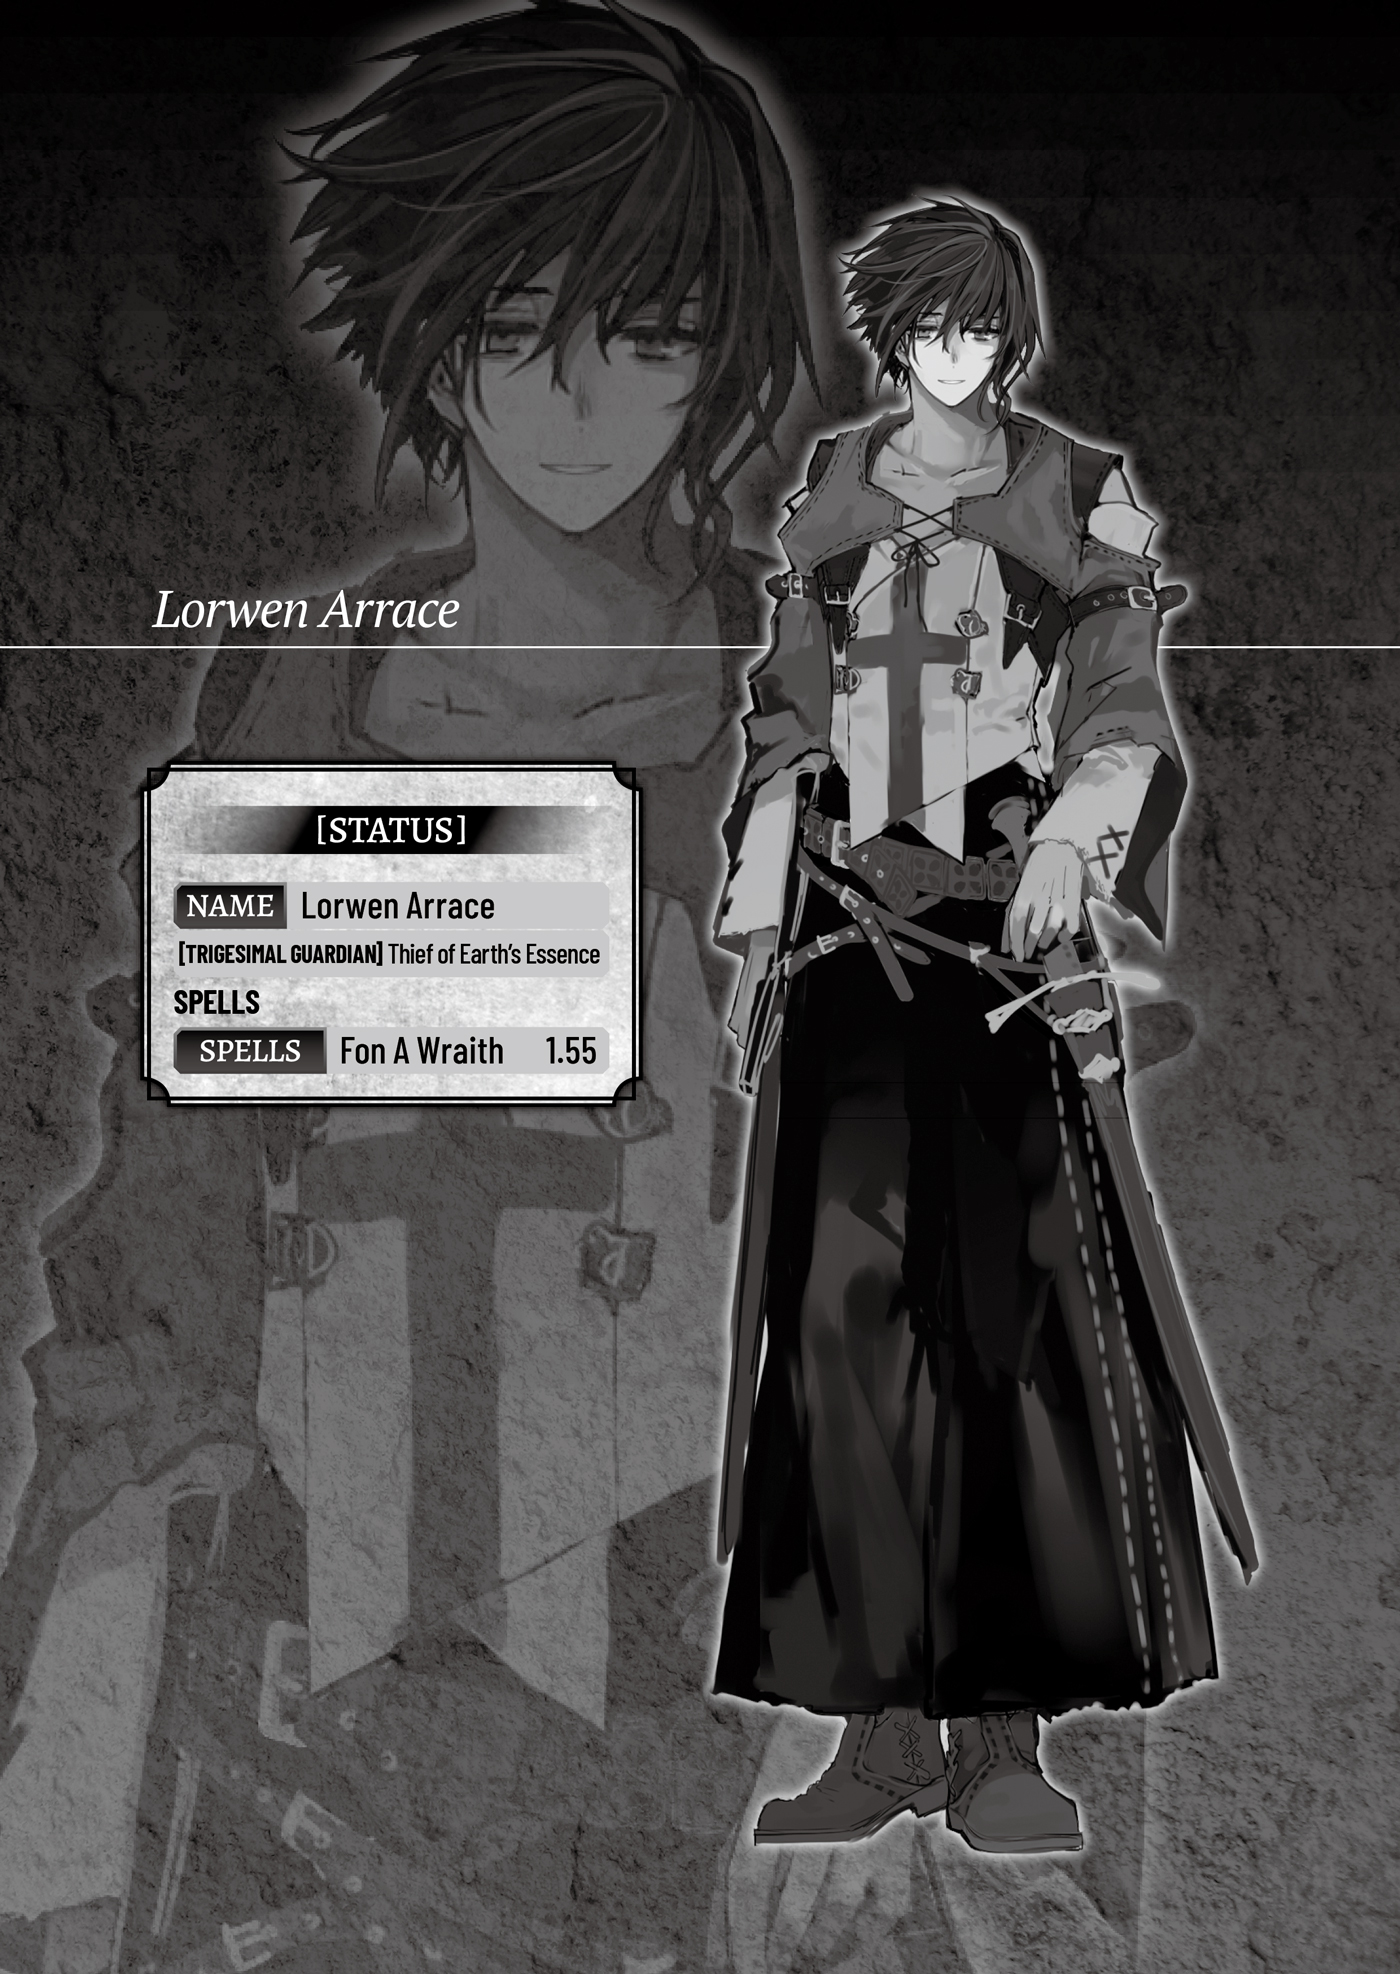 Lorwen Arrace
[STATUS]
NAME Lorwen Arrace
[TRIGESIMAL GUARDIAN] Thief of Earth's Essence
SPELLS
SPELLS Fon A Wraith 1.55